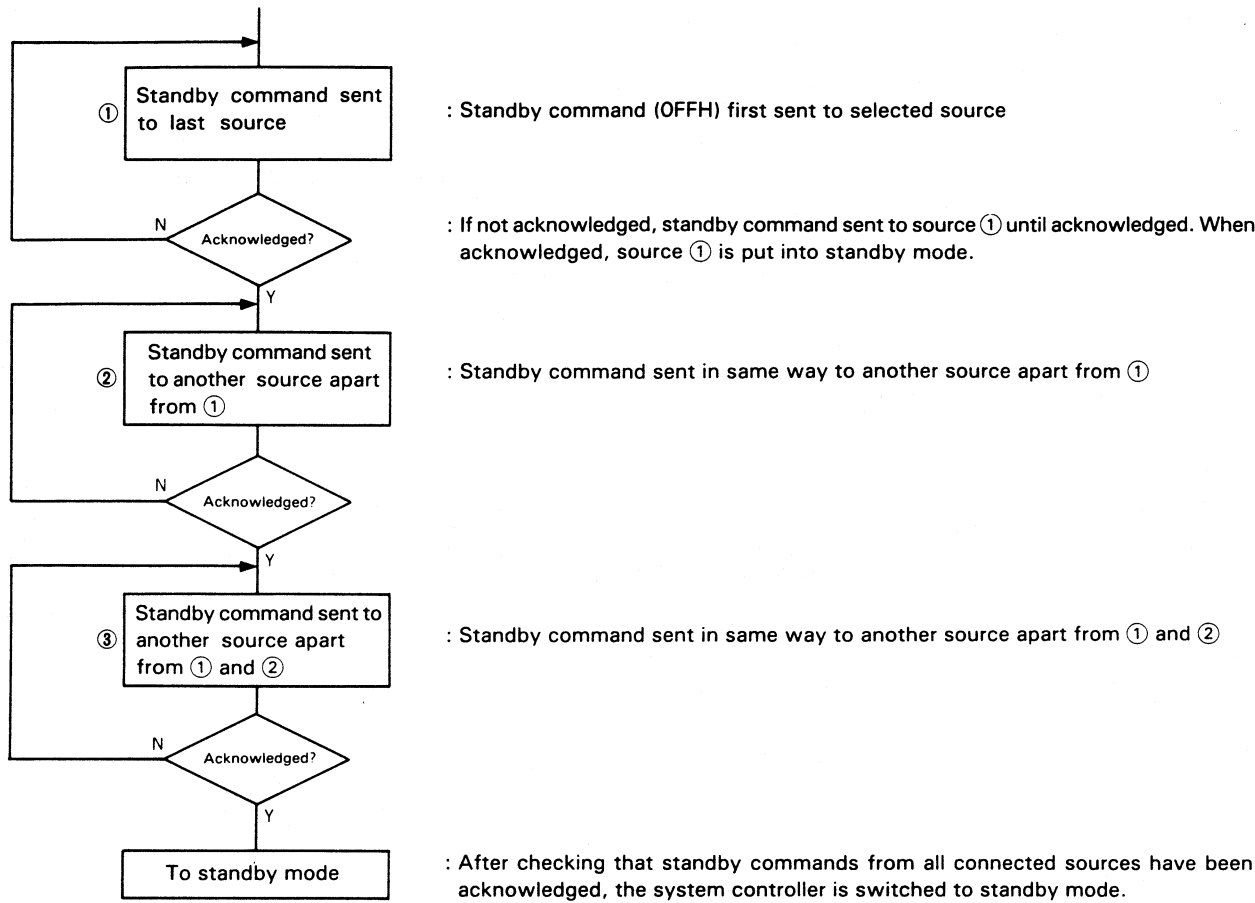 ① Standby command sent
to last source
: Standby command (OFFH) first sent to selected source
N
Acknowledged?
: If not acknowledged, standby command sent to source ① until acknowledged. When
acknowledged, source ① is put into standby mode.
Y
② Standby command sent
to another source apart
from ①
: Standby command sent in same way to another source apart from ①
N
Acknowledged?
Y
③ Standby command sent to
another source apart
from ① and ②
: Standby command sent in same way to another source apart from ① and ②
N
Acknowledged?
Y
To standby mode
: After checking that standby commands from all connected sources have been
acknowledged, the system controller is switched to standby mode.